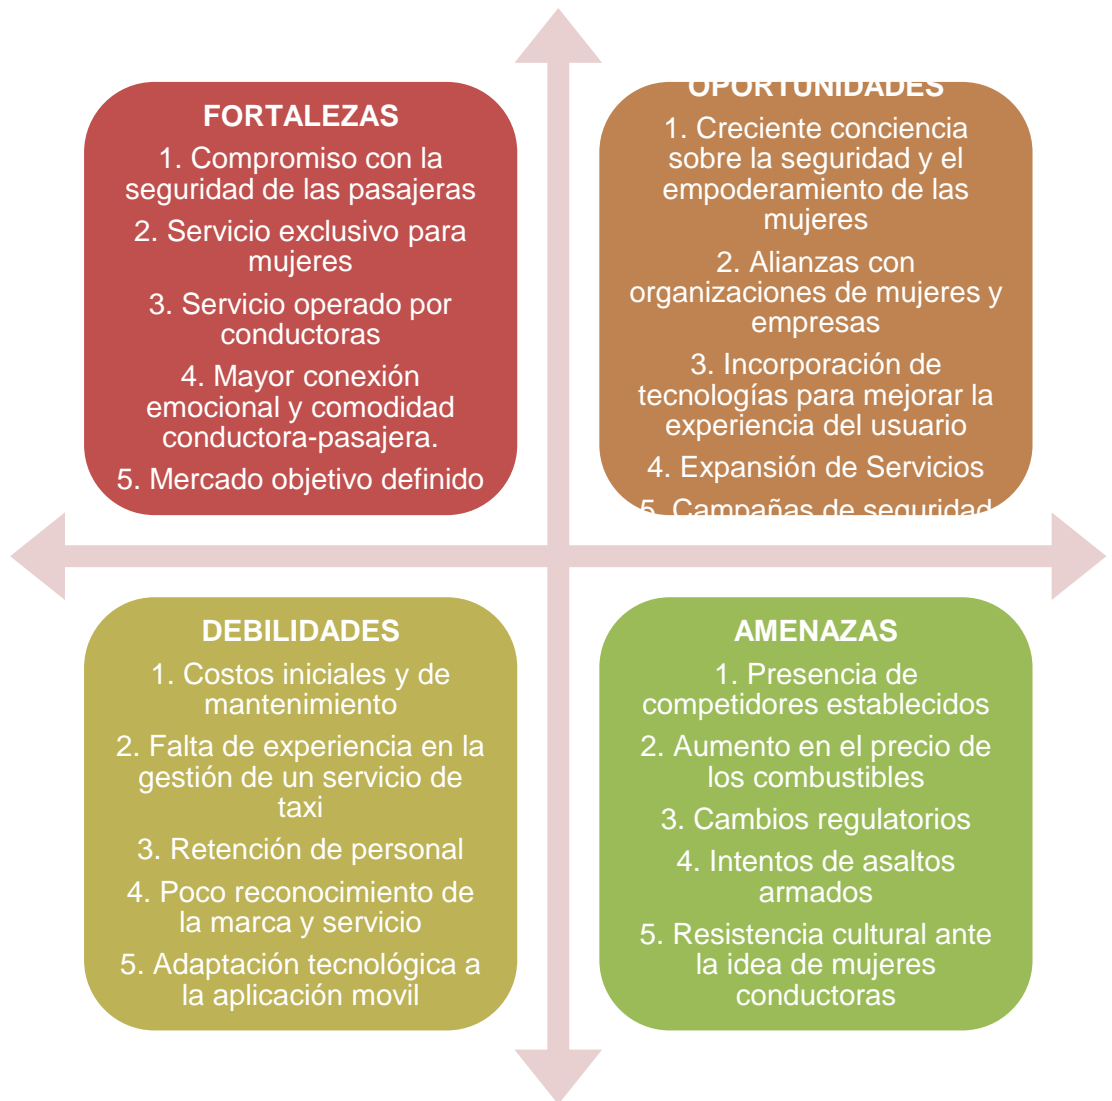 FORTALEZAS
1. Compromiso con la
seguridad de las pasajeras
2. Servicio exclusivo para
mujeres
3. Servicio operado por
conductoras
4. Mayor conexión
emocional y comodidad
conductora-pasajera.
5. Mercado objetivo definido
OPORTUNIDADES
1. Creciente conciencia
sobre la seguridad y el
empoderamiento de las
mujeres
2. Alianzas con
organizaciones de mujeres y
empresas
3. Incorporación de
tecnologías para mejorar la
experiencia del usuario
4. Expansión de Servicios
5. Campañas de seguridad
DEBILIDADES
1. Costos iniciales y de
mantenimiento
2. Falta de experiencia en la
gestión de un servicio de
taxi
3. Retención de personal
4. Poco reconocimiento de
la marca y servicio
5. Adaptación tecnológica a
la aplicación movil
AMENAZAS
1. Presencia de
competidores establecidos
2. Aumento en el precio de
los combustibles
3. Cambios regulatorios
4. Intentos de asaltos
armados
5. Resistencia cultural ante
la idea de mujeres
conductoras